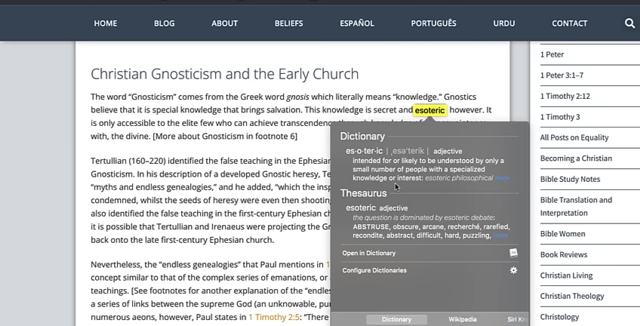 HOME BLOG ABOUT BELIEFS ESPAÑOL PORTUGUÊS URDU CONTACT
Christian Gnosticism and the Early Church
The word “Gnosticism” comes from the Greek word gnosis which literally means “knowledge.” Gnostics
believe that it is special knowledge that brings salvation. This knowledge is secret and esoteric however. It
is only accessible to the elite few who can achieve transcendence
with, the divine. [More about Gnosticism in footnote 6]
Tertullian (160–220) identified the false teaching in the Ephesian
Gnosticism. In his description of a developed Gnostic heresy, Te
“myths and endless genealogies,” and he added, “which the insp
condemned, whilst the seeds of heresy were even then shooting
also identified the false teaching in the first-century Ephesian ch
it is possible that Tertullian and Irenaeus were projecting the Gr
back onto the late first-century Ephesian church.
Nevertheless, the “endless genealogies” that Paul mentions in 1
concept similar to that of the complex series of emanations, or
teachings. [See footnotes for another explanation of the “endles
a series of links between the supreme God (an unknowable, pur
numerous aeons, however, Paul states in 1 Timothy 2:5: “There
Dictionary
es·o·ter·ic | ˌesəˈterik | adjective
intended for or likely to be understood by only a
small number of people with a specialized
knowledge or interest: esoteric philosophical
Thesaurus
esoteric adjective
the question is dominated by esoteric debate:
ABSTRUSE, obscure, arcane, recherché, rarefied,
recondite, abstract, difficult, hard, puzzling,
Open in Dictionary
Configure Dictionaries
Dictionary Wikipedia Siri Kn
1 Peter
1 Peter 3:1–7
1 Timothy 2:12
1 Timothy 3
All Posts on Equality
Becoming a Christian
Bible Study Notes
Bible Translation and
Interpretation
Bible Women
Book Reviews
Christian Living
Christian Theology
Christology